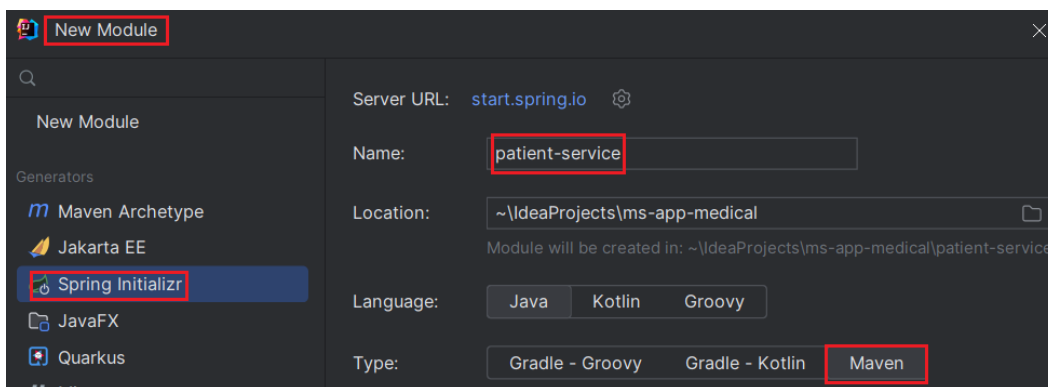 New Module
New Module
Generators
Maven Archetype
Jakarta EE
Spring Initializr
JavaFX
Quarkus
Server URL: start.spring.io
Name: patient-service
Location: ~\IdeaProjects\ms-app-medical
Module will be created in: ~\IdeaProjects\ms-app-medical\patient-service
Language: Java Kotlin Groovy
Type: Gradle - Groovy Gradle - Kotlin Maven